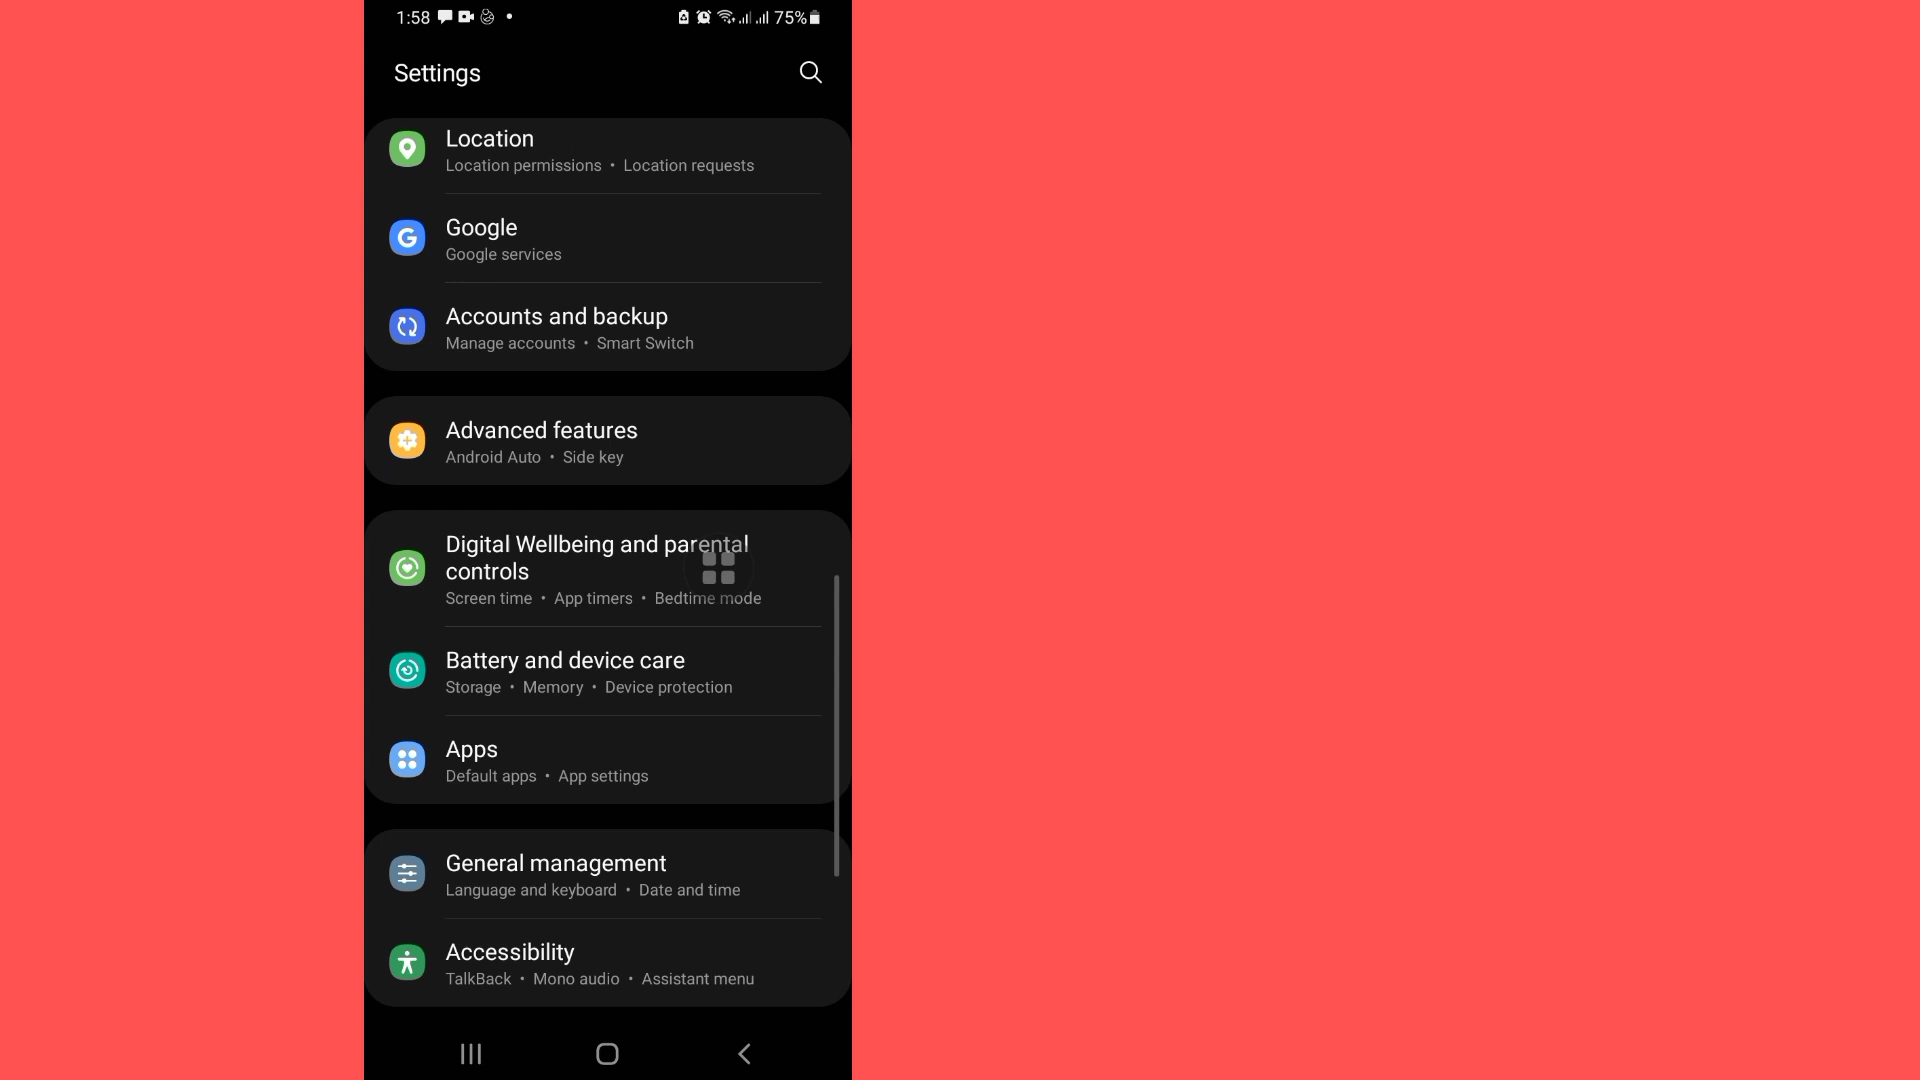 1:58 75%
Settings
Location
Location permissions • Location requests
Google
Google services
Accounts and backup
Manage accounts • Smart Switch
Advanced features
Android Auto • Side key
Digital Wellbeing and parental
controls
Screen time • App timers • Bedtime mode
Battery and device care
Storage • Memory • Device protection
Apps
Default apps • App settings
General management
Language and keyboard • Date and time
Accessibility
TalkBack • Mono audio • Assistant menu